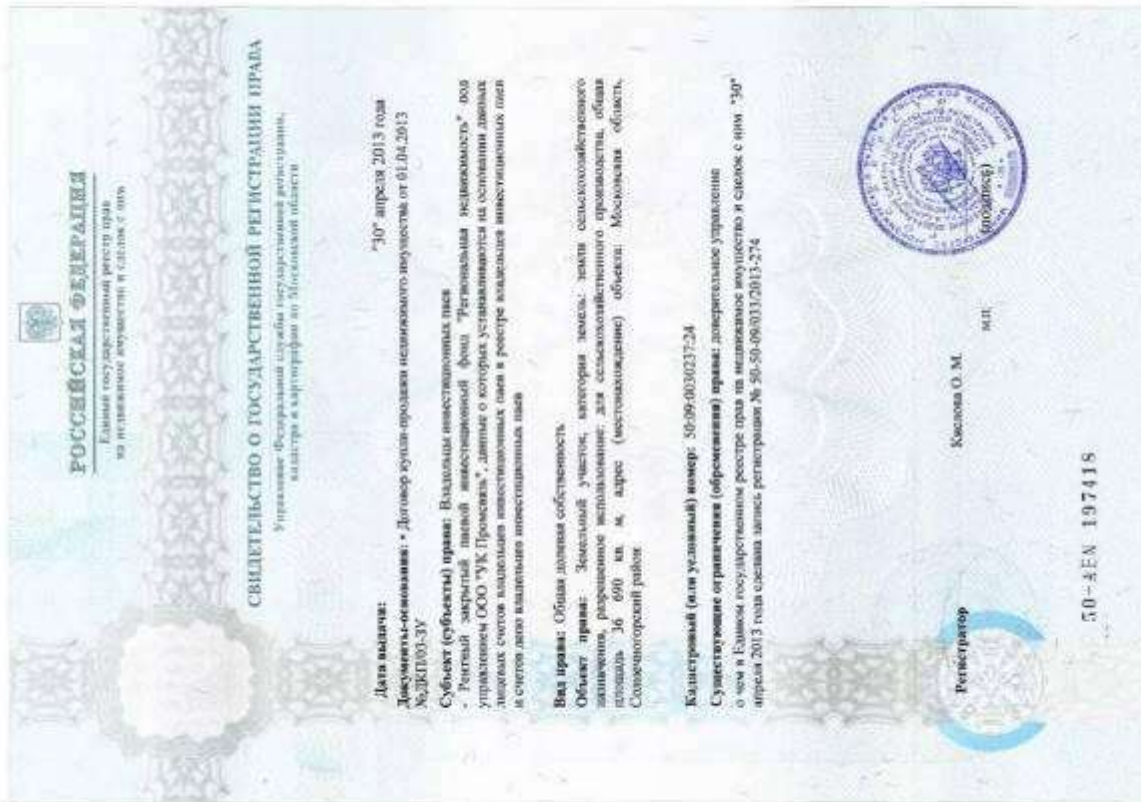 РОССИЙСКАЯ ФЕДЕРАЦИЯ
Единый государственный реестр прав
на недвижимое имущество и сделок с ним
СВИДЕТЕЛЬСТВО О ГОСУДАРСТВЕННОЙ РЕГИСТРАЦИИ ПРАВА
Управление Федеральной службы государственной регистрации,
кадастра и картографии по Московской области
Дата выдачи: "30" апреля 2013 года
Документы-основания: • Договор купли-продажи недвижимого имущества от 01.04.2013
№ДКП/03-ЗУ
Субъект (субъекты) права: Владельцы инвестиционных паев
- Рентный закрытый паевой инвестиционный фонд "Региональная недвижимость" под
управлением ООО "УК Промсвязь", данные о которых устанавливаются на основании данных
лицевых счетов владельцев инвестиционных паев в реестре владельцев инвестиционных паев
и счетов депо владельцев инвестиционных паев
Вид права: Общая долевая собственность
Объект права: Земельный участок, категория земель: земли сельскохозяйственного
назначения, разрешенное использование: для сельскохозяйственного производства, общая
площадь 36 690 кв. м, адрес (местонахождение) объекта: Московская область,
Солнечногорский район
Кадастровый (или условный) номер: 50:09:0030237:24
Существующие ограничения (обременения) права: доверительное управление
о чем в Едином государственном реестре прав на недвижимое имущество и сделок с ним "30"
апреля 2013 года сделана запись регистрации № 50-50-09/033/2013-274
Регистратор Кислова О. М.
м.п. (подпись)
50-АЕN 197418